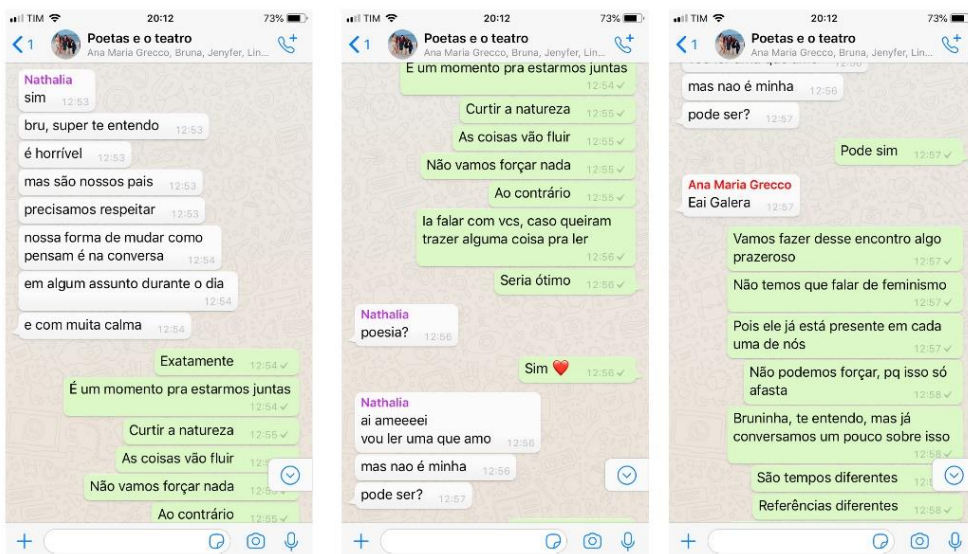 TIM 20:12 73%
1 Poetas e o teatro
Ana Maria Grecco, Bruna, Jenyfer, Lin...
Nathalia
sim 12:53
bru, super te entendo 12:53
é horrível 12:53
mas são nossos pais 12:53
precisamos respeitar 12:53
nossa forma de mudar como
pensam é na conversa 12:54
em algum assunto durante o dia
12:54
e com muita calma 12:54
Exatamente 12:54
É um momento pra estarmos juntas
12:54
Curtir a natureza 12:55
As coisas vão fluir
Não vamos forçar nada
Ao contrário 12:55
TIM 20:12 73%
1 Poetas e o teatro
Ana Maria Grecco, Bruna, Jenyfer, Lin...
É um momento pra estarmos juntas
12:54
Curtir a natureza 12:55
As coisas vão fluir 12:55
Não vamos forçar nada 12:55
Ao contrário 12:55
Ia falar com vcs, caso queiram
trazer alguma coisa pra ler
12:56
Seria ótimo 12:56
Nathalia
poesia? 12:56
Sim ❤️ 12:56
Nathalia
ai ameeeei
vou ler uma que amo 12:56
mas nao é minha 12:56
pode ser? 12:57
TIM 20:12 73%
1 Poetas e o teatro
Ana Maria Grecco, Bruna, Jenyfer, Lin...
mas nao é minha 12:56
pode ser? 12:57
Pode sim 12:57
Ana Maria Grecco
Eai Galera 12:57
Vamos fazer desse encontro algo
prazeroso 12:57
Não temos que falar de feminismo
12:57
Pois ele já está presente em cada
uma de nós 12:57
Não podemos forçar, pq isso só
afasta 12:58
Bruninha, te entendo, mas já
conversamos um pouco sobre isso
12:58
São tempos diferentes
Referências diferentes 12:58